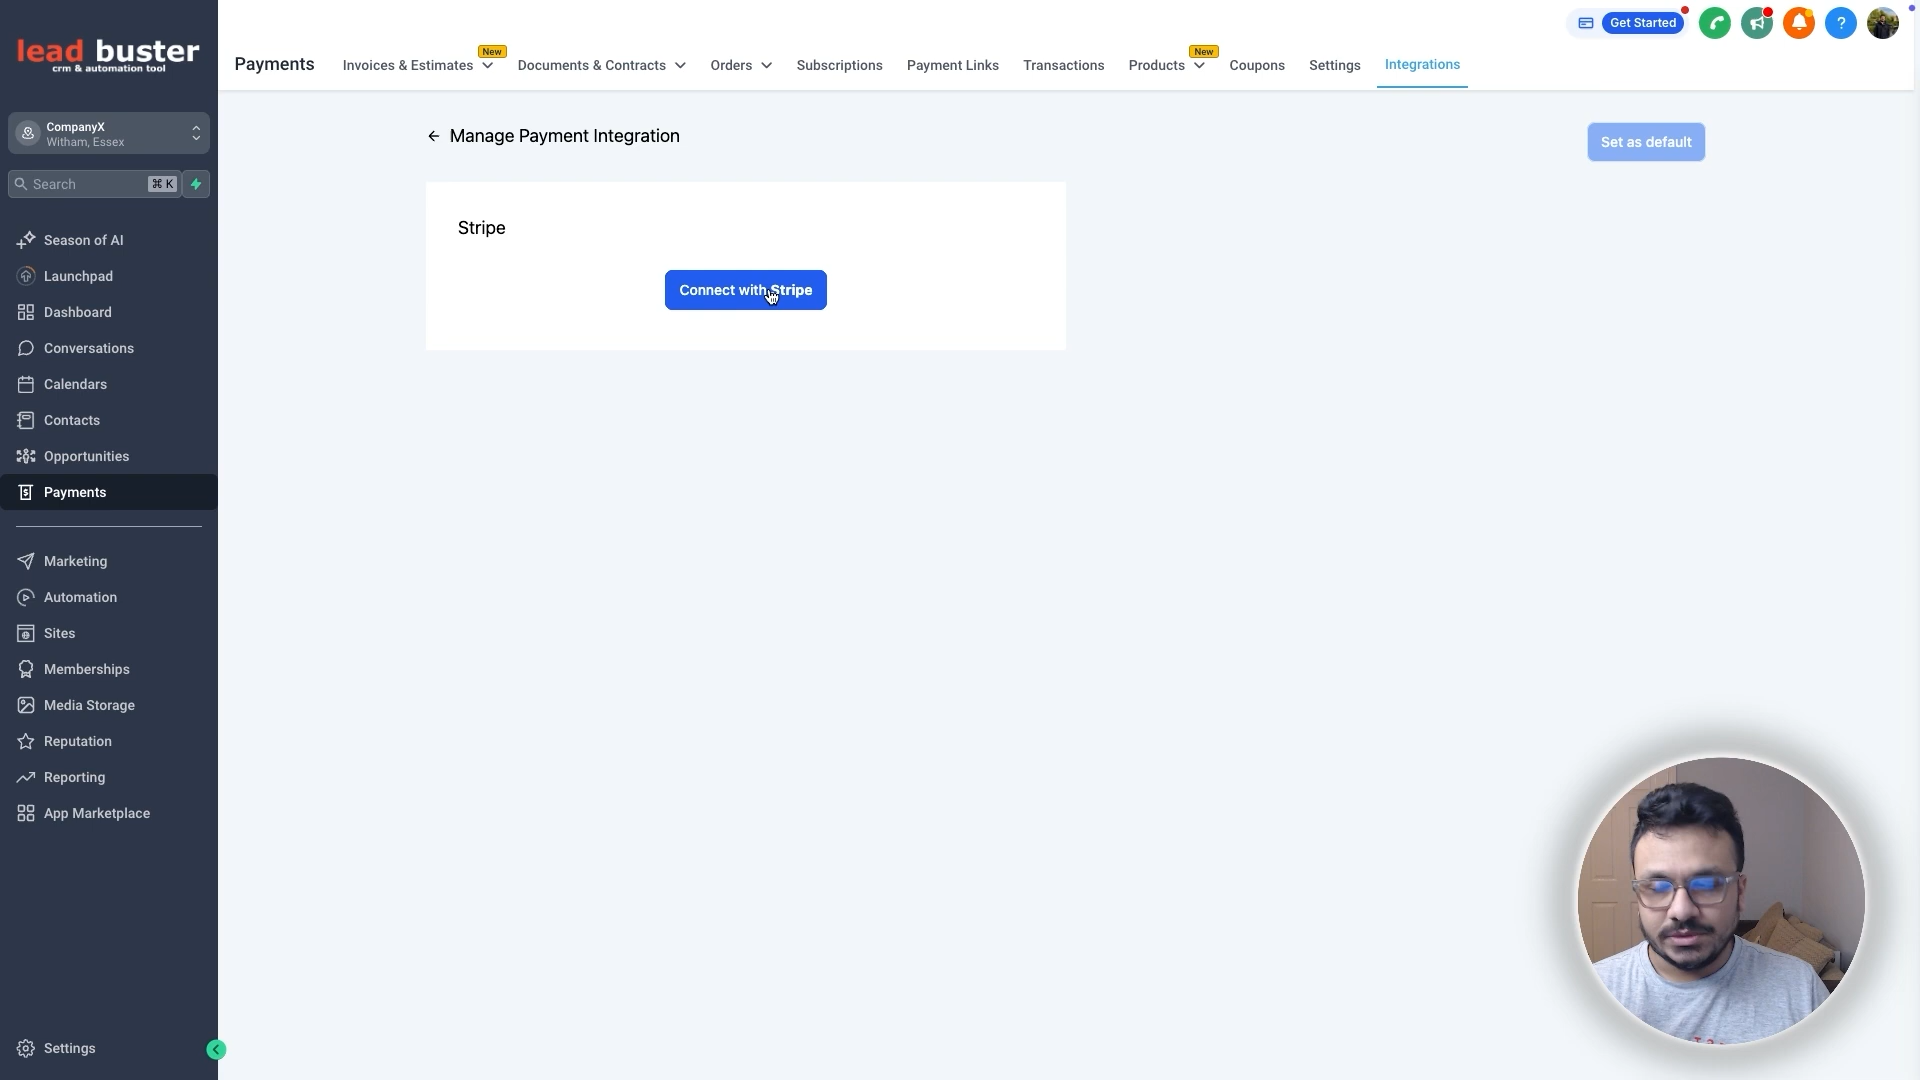 Get Started
?
lead buster
crm & automation tool
Payments
Invoices & Estimates
New
Documents & Contracts
Orders
Subscriptions
Payment Links
Transactions
Products
New
Coupons
Settings
Integrations
CompanyX
Witham, Essex
Search
⌘ K
Manage Payment Integration
Set as default
Stripe
Connect with Stripe
Season of AI
Launchpad
Dashboard
Conversations
Calendars
Contacts
Opportunities
Payments
Marketing
Automation
Sites
Memberships
Media Storage
Reputation
Reporting
App Marketplace
Settings